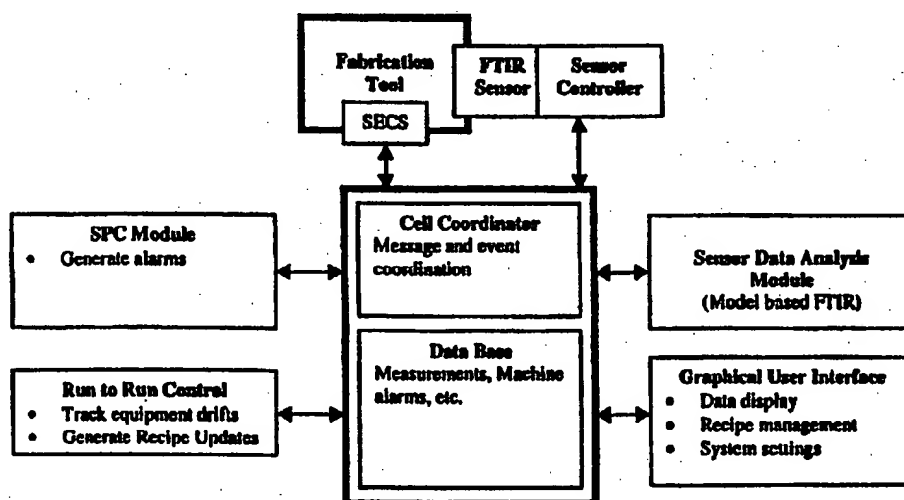 Fabrication
Tool
SECS
FTIR
Sensor
Sensor
Controller
SPC Module
• Generate alarms
Cell Coordinator
Message and event
coordination
Sensor Data Analysis
Module
(Model based FTIR)
Run to Run Control
• Track equipment drifts
• Generate Recipe Updates
Data Base
Measurements, Machine
alarms, etc.
Graphical User Interface
• Data display
• Recipe management
• System settings